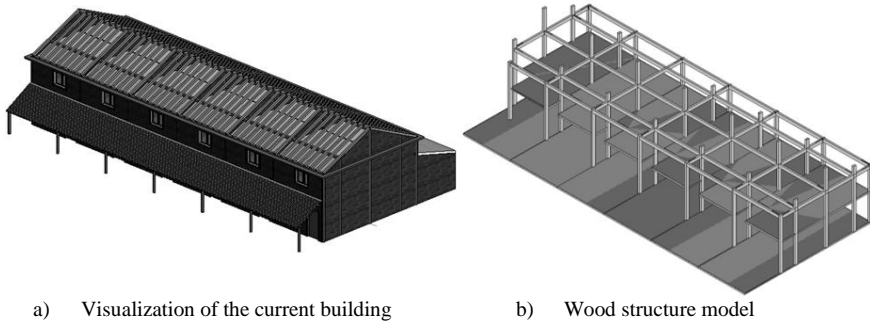 a) Visualization of the current building
b) Wood structure model